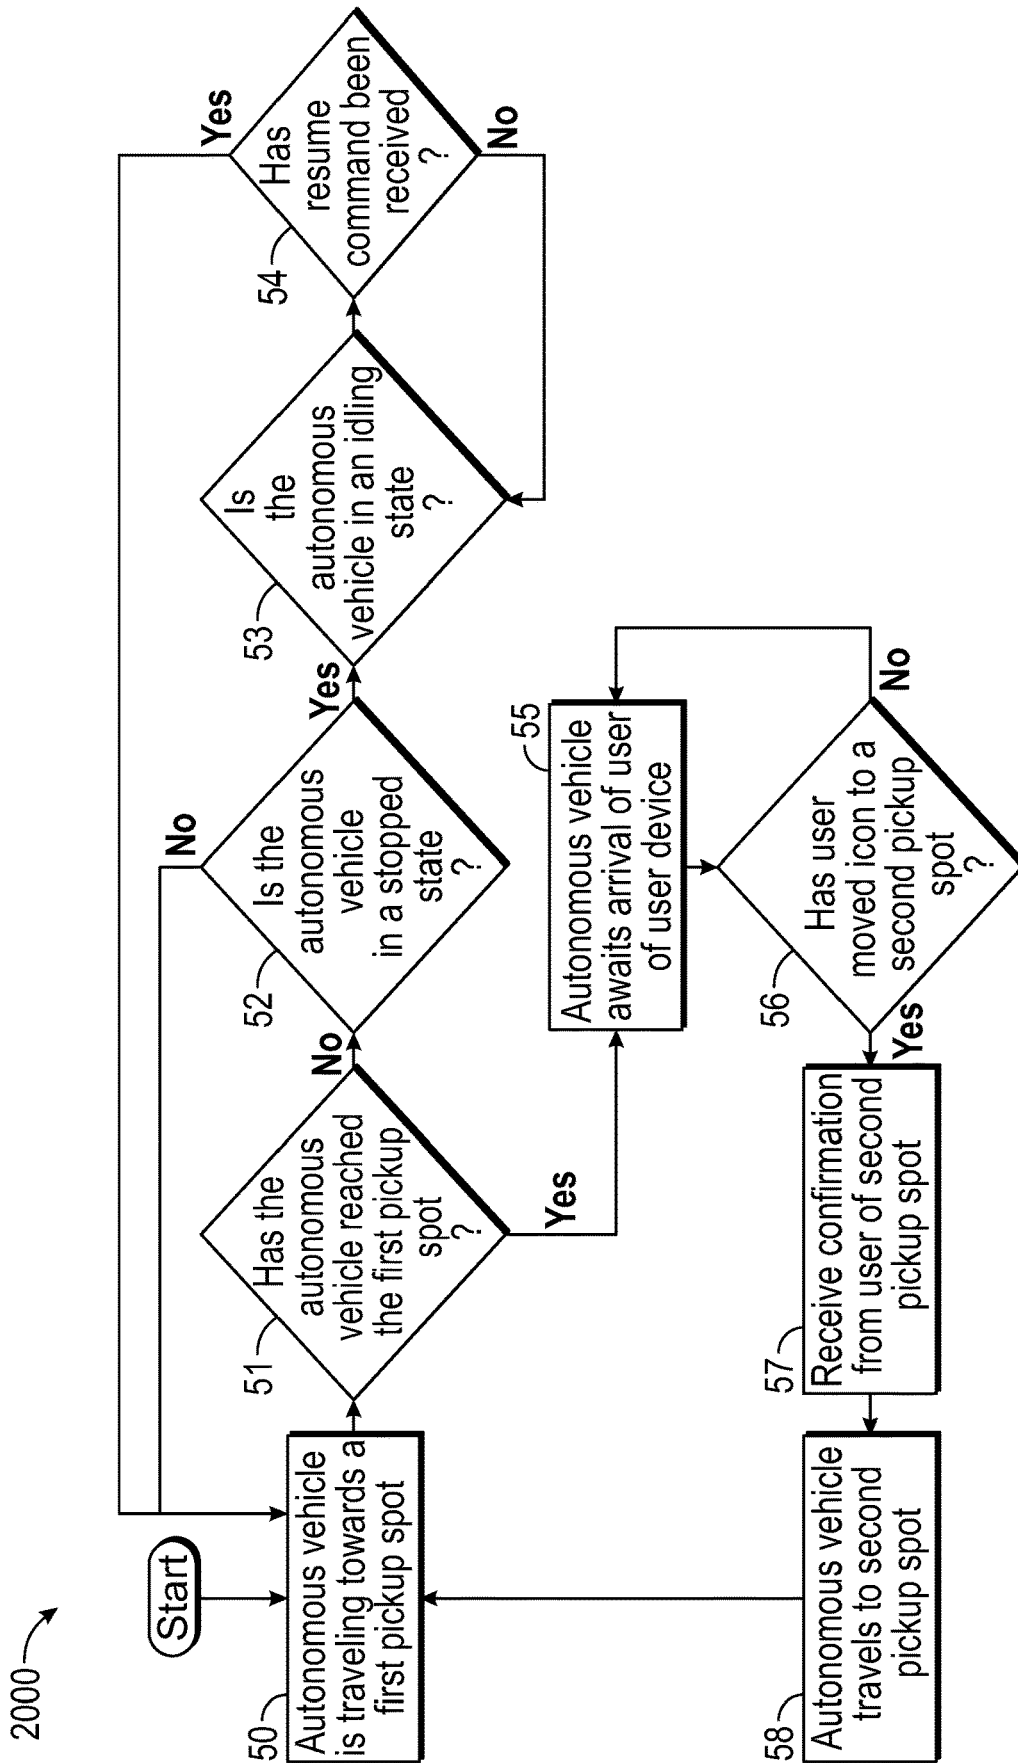 2000
Start
50
Autonomous vehicle
is traveling towards a
first pickup spot
51
Has the
autonomous
vehicle reached
the first pickup
spot
?
No
Yes
52
Is the
autonomous
vehicle
in a stopped
state
?
No
Yes
53
Is
the
autonomous
vehicle in an idling
state
?
54
Has
resume
command been
received
?
Yes
No
55
Autonomous vehicle
awaits arrival of user
of user device
56
Has user
moved icon to a
second pickup
spot
?
No
Yes
57
Receive confirmation
from user of second
pickup spot
58
Autonomous vehicle
travels to second
pickup spot